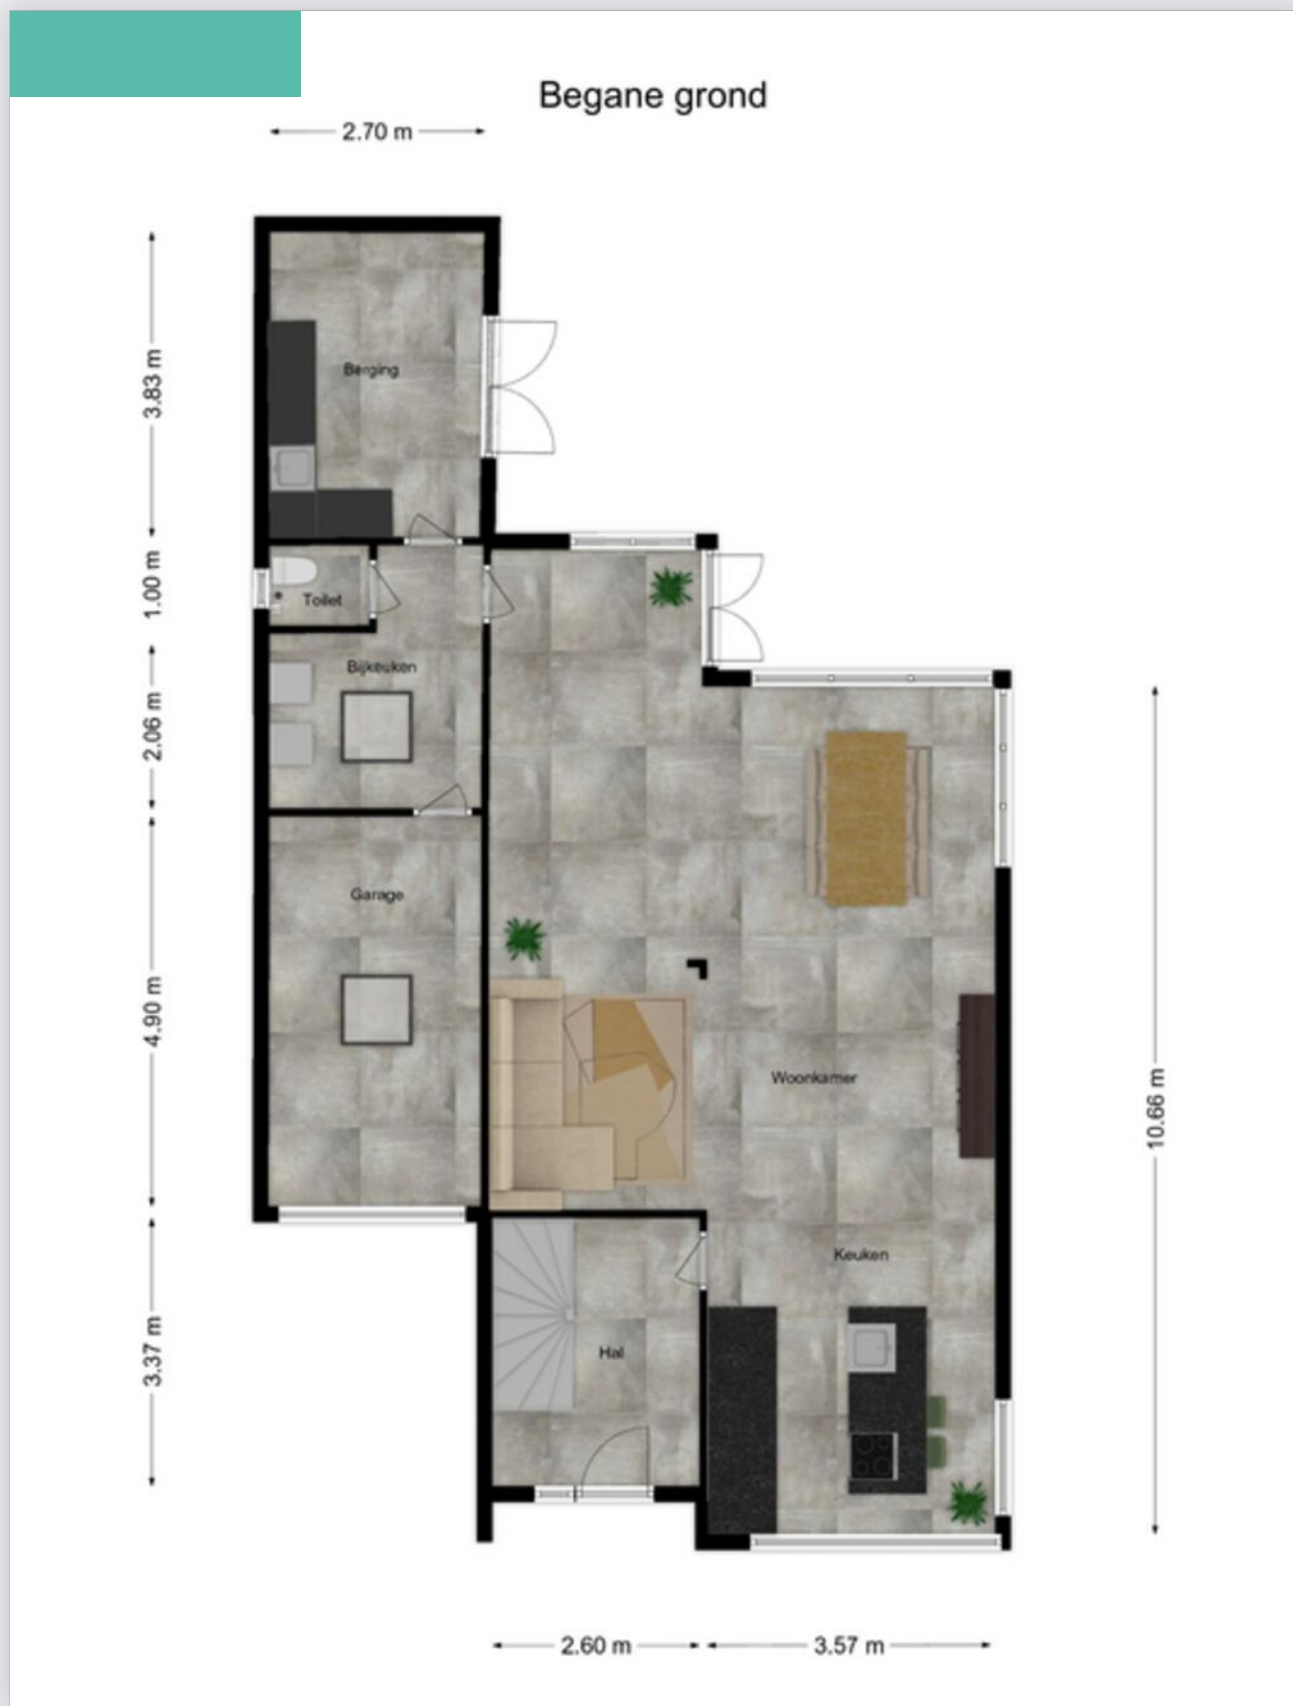 Begane grond
2.70 m
3.83 m
Berging
1.00 m
Toilet
Bijkeuken
2.06 m
Garage
4.90 m
Woonkamer
10.66 m
Keuken
3.37 m
Hal
2.60 m
3.57 m